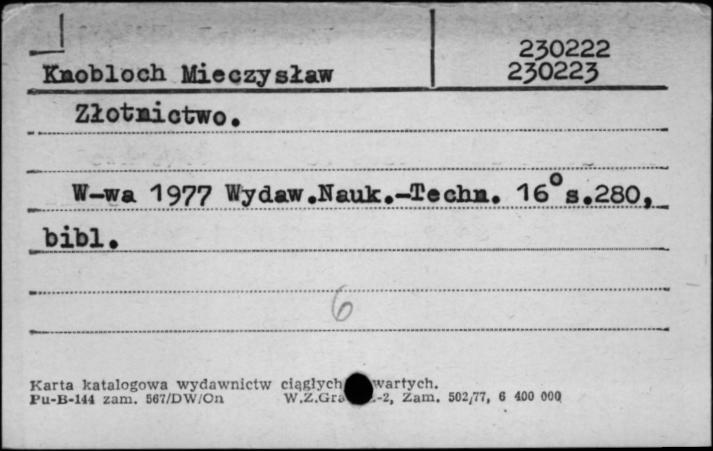 230222
Knobloch Mieczysław 230223
Złotnictwo.
W-wa 1977 Wydaw.Nauk.-Techn. 16° s.280,
bibl.
6
Karta katalogowa wydawnictw ciągłych
Pu-B-144 zam. 567/DW/On -2, Zam. 502/77, 6 400 000